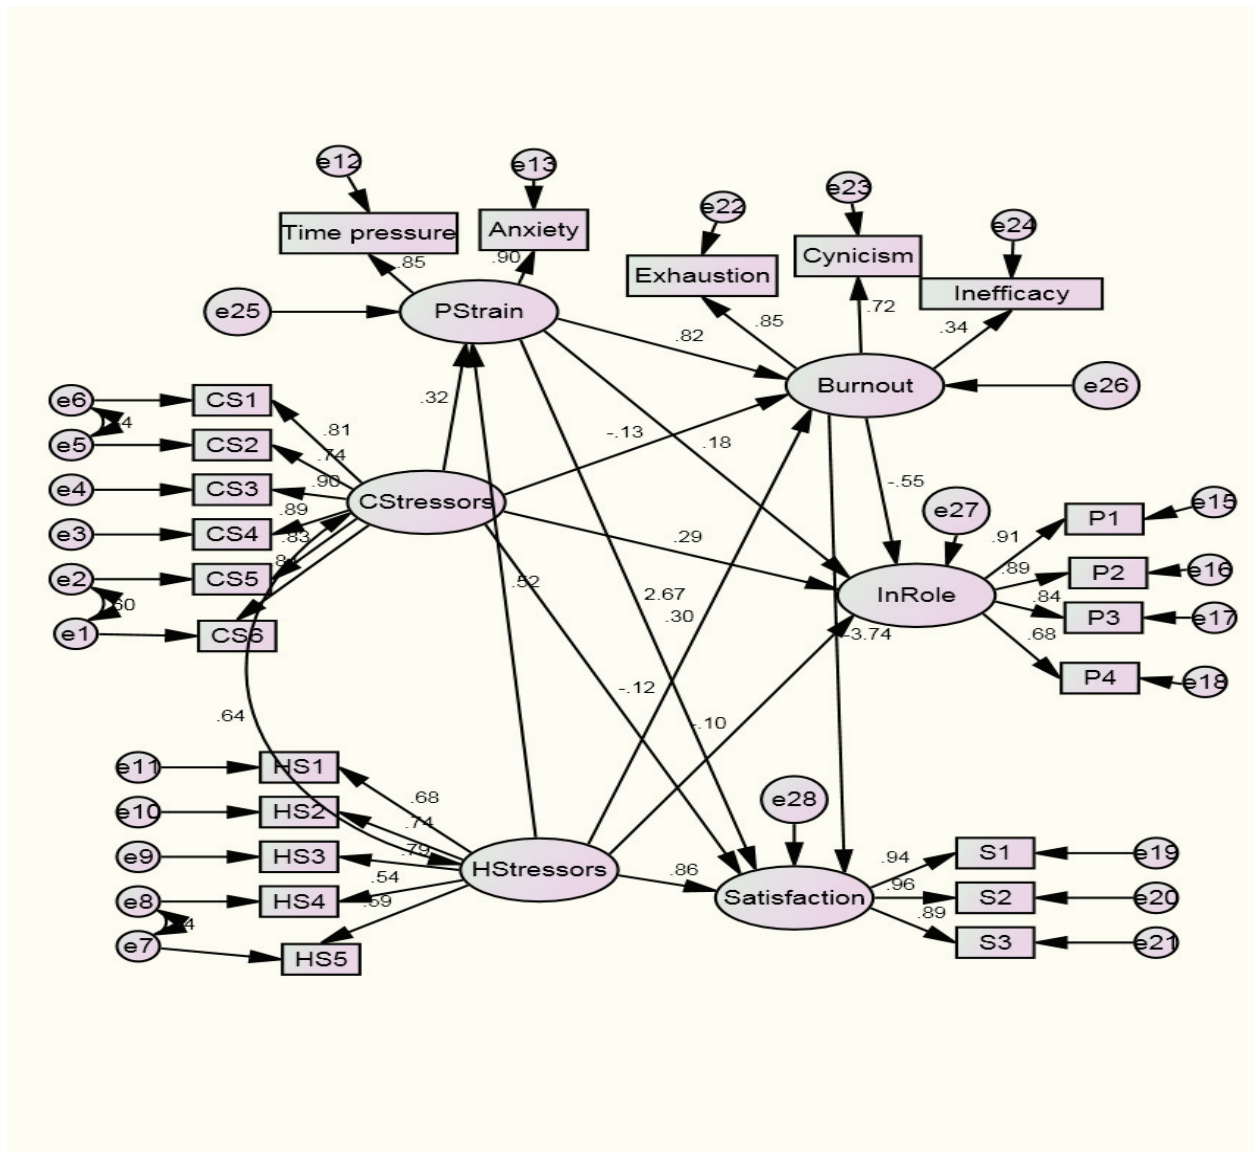 e12
e13
e23
e22
e24
Time pressure
Anxiety
Cynicism
.85
.90
Exhaustion
Inefficacy
e25
PStrain
.85
.72
.34
.82
Burnout
e26
e6
CS1
.32
.81
-.13
.18
e5
CS2
.74
e4
CS3
.90
CStressors
-.55
.89
e3
CS4
.83
.29
e27
P1
e15
.91
e2
CS5
.52
2.67
InRole
.89
P2
e16
.60
.84
.30
P3
e17
e1
CS6
-3.74
.68
P4
e18
.64
-.12
-.10
e11
HS1
.68
e28
e10
HS2
.74
e9
HS3
.79
HStressors
.86
.94
S1
e19
.54
e8
HS4
.59
Satisfaction
.96
S2
e20
.89
e7
HS5
S3
e21